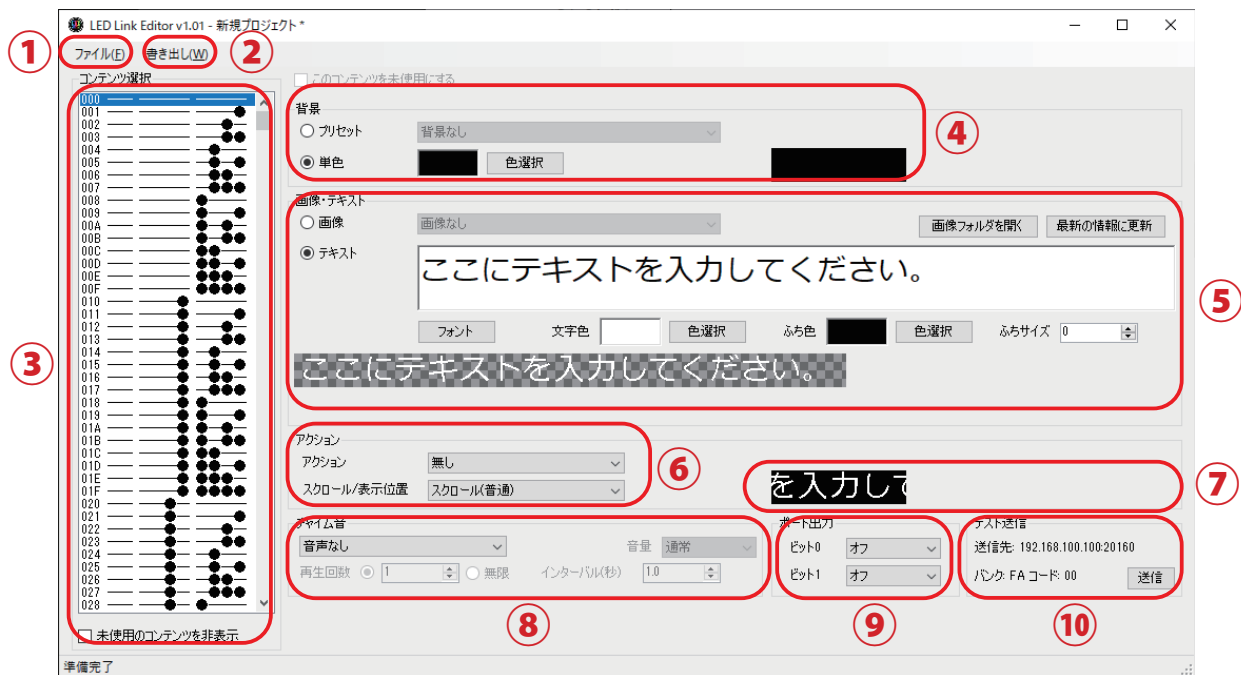 LED Link Editor v1.01 - 新規プロジェクト *
① ファイル(F) 書き出し(W) ②
コンテンツ選択
000
001
002
003
004
005
006
007
008
009
00A
00B
00C
00D
00E
00F
010
011
012
013
014
015
016
017
018
019
01A
01B
01C
01D
01E
01F
020
021
022
023
024
025
026
027
028
未使用のコンテンツを非表示
③
このコンテンツを未使用にする
背景
プリセット 背景なし
④
単色 色選択
画像・テキスト
画像 画像なし 画像フォルダを開く 最新の情報に更新
テキスト ここにテキストを入力してください。
⑤
フォント 文字色 色選択 ふち色 色選択 ふちサイズ 0
ここにテキストを入力してください。
アクション
アクション 無し
⑥
スクロール/表示位置 スクロール(普通)
を入力して
⑦
チャイム音
音声なし 音量 通常
再生回数 1 無限 インターバル(秒) 1.0
⑧
ポート出力
ビット0 オフ
ビット1 オフ
⑨
テスト送信
送信先: 192.168.100.100:20160
バンク: FA コード: 00 送信
⑩
準備完了